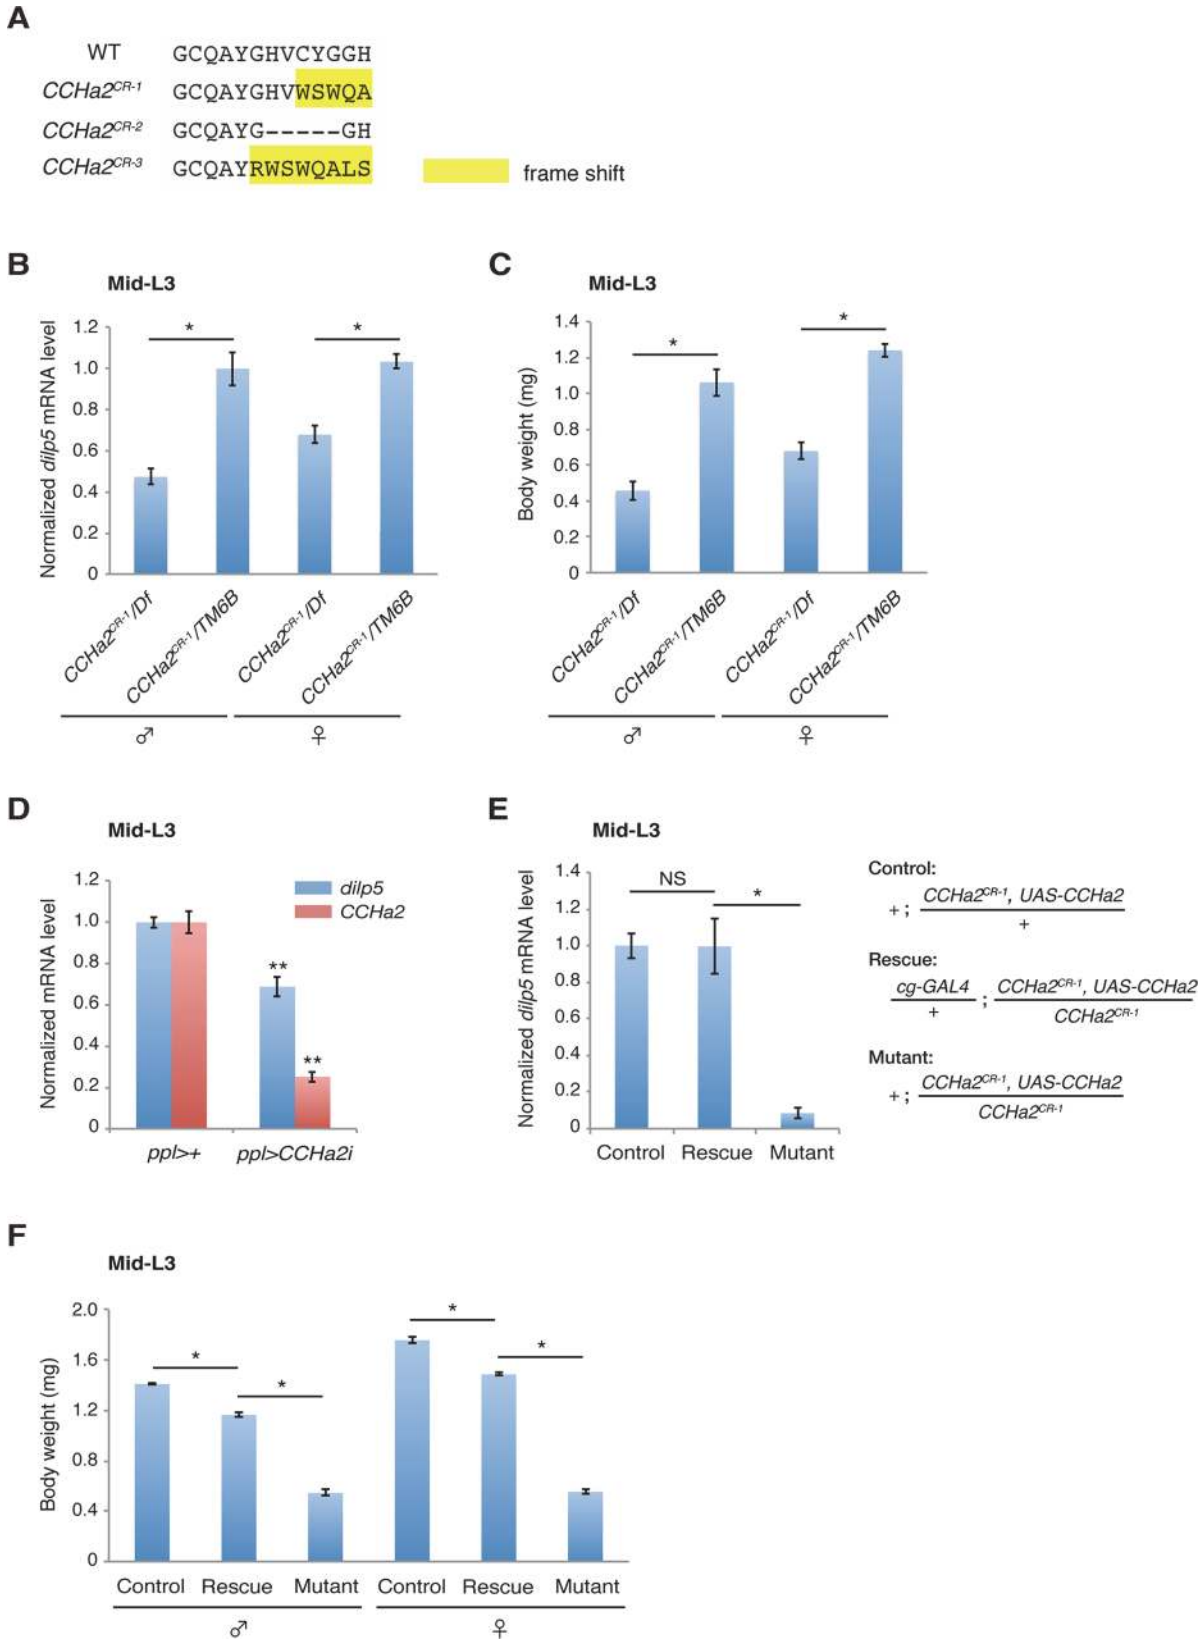 A
WT GCQAYGHVCYGGH
CCHa2CR-1 GCQAYGHVWSWQA
CCHa2CR-2 GCQAYG-----GH
CCHa2CR-3 GCQAYRWSWQALS
frame shift
B
Mid-L3
Normalized dilp5 mRNA level
1.2
1.0
0.8
0.6
0.4
0.2
0
*
*
CCHa2CR-1/Df
CCHa2CR-1/TM6B
CCHa2CR-1/Df
CCHa2CR-1/TM6B
♂
♀
C
Mid-L3
Body weight (mg)
1.4
1.2
1.0
0.8
0.6
0.4
0.2
0
*
*
CCHa2CR-1/Df
CCHa2CR-1/TM6B
CCHa2CR-1/Df
CCHa2CR-1/TM6B
♂
♀
D
Mid-L3
Normalized mRNA level
1.2
1.0
0.8
0.6
0.4
0.2
0
dilp5
CCHa2
**
**
ppl>+
ppl>CCHa2i
E
Mid-L3
Normalized dilp5 mRNA level
1.4
1.2
1.0
0.8
0.6
0.4
0.2
0
NS
*
Control
Rescue
Mutant
Control:
+ ; CCHa2CR-1, UAS-CCHa2
+
Rescue:
cg-GAL4 ; CCHa2CR-1, UAS-CCHa2
+ CCHa2CR-1
Mutant:
+ ; CCHa2CR-1, UAS-CCHa2
CCHa2CR-1
F
Mid-L3
Body weight (mg)
2.0
1.6
1.2
0.8
0.4
0
*
*
*
*
Control
Rescue
Mutant
Control
Rescue
Mutant
♂
♀